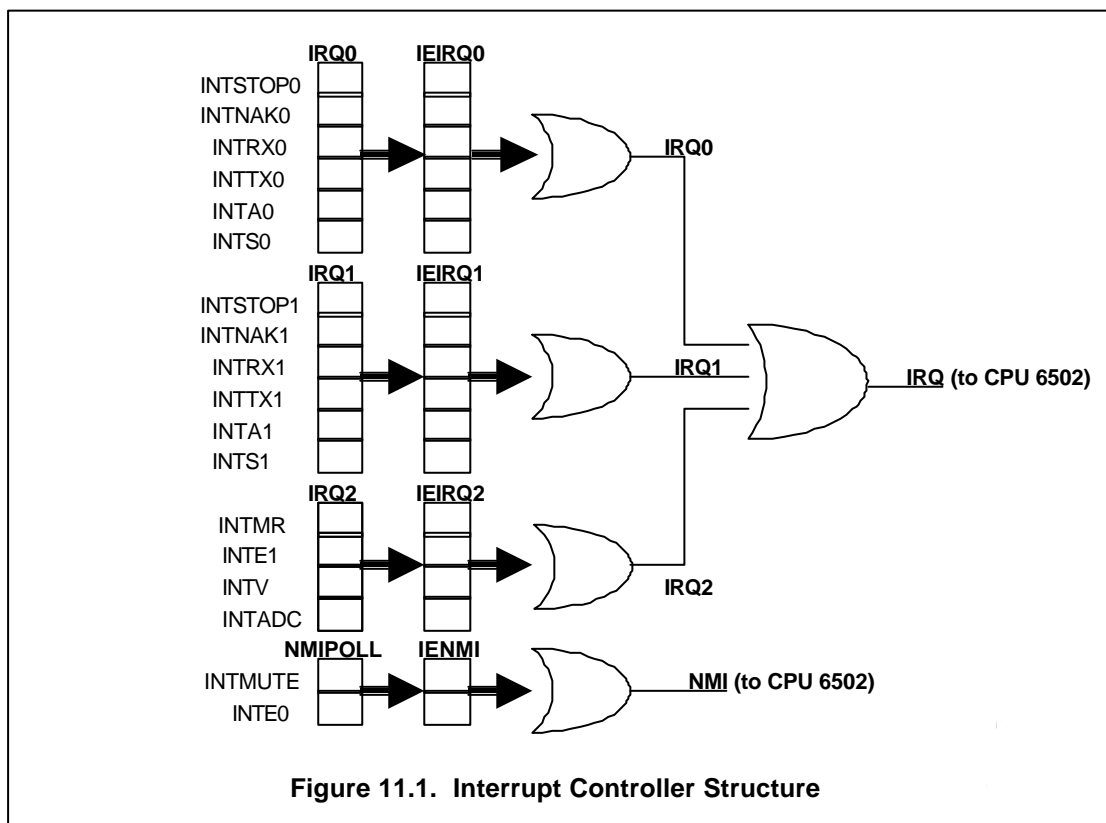 IRQ0 IEIRQ0
INTSTOP0
INTNAK0
INTRX0
INTTX0
INTA0
INTS0
IRQ0
IRQ1 IEIRQ1
INTSTOP1
INTNAK1
INTRX1
INTTX1
INTA1
INTS1
IRQ1
IRQ (to CPU 6502)
IRQ2 IEIRQ2
INTMR
INTE1
INTV
INTADC
IRQ2
NMIPOLL IENMI
INTMUTE
INTE0
NMI (to CPU 6502)
Figure 11.1. Interrupt Controller Structure